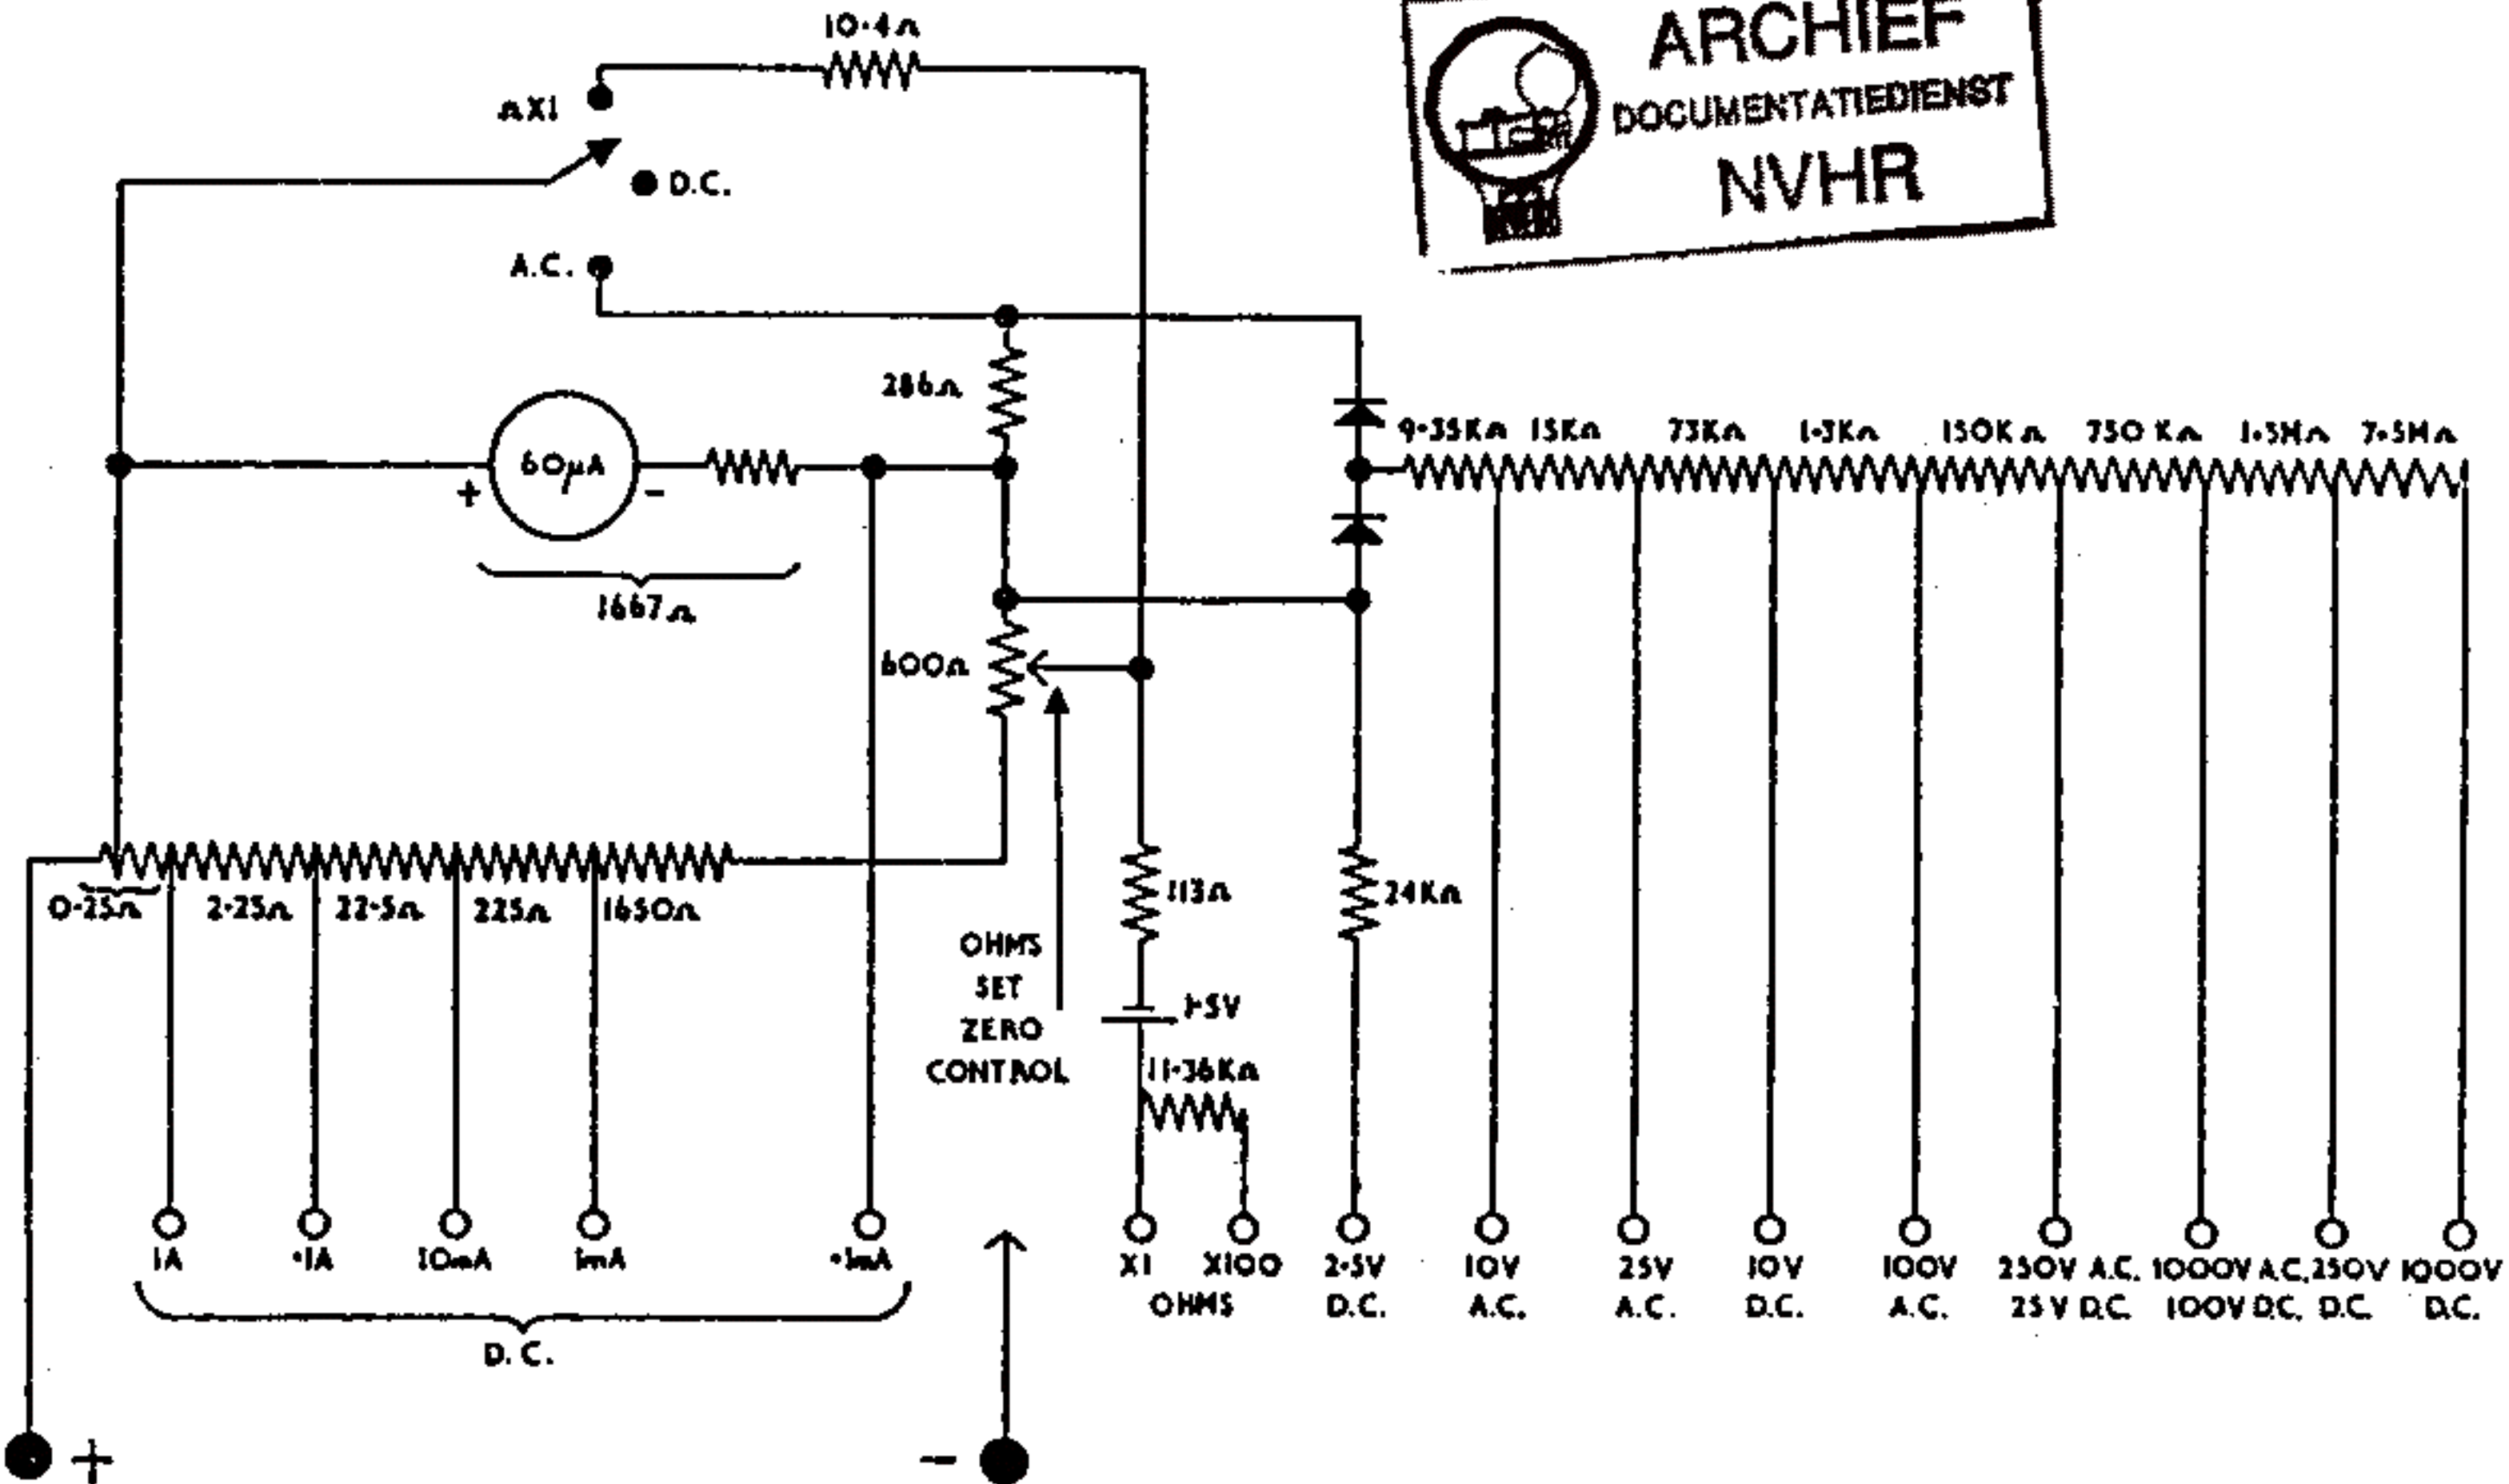 10·4Ω
ARCHIEF
DOCUMENTATIEDIENST
NVHR
ΩX1
D.C.
A.C.
286Ω
60µA
+
-
1667Ω
600Ω
9·35KΩ 15KΩ 73KΩ 1·3KΩ 150KΩ 750KΩ 1·5MΩ 7·5MΩ
0·25Ω 2·25Ω 22·5Ω 225Ω 1650Ω
113Ω
24KΩ
OHMS
SET
ZERO
CONTROL
1·5V
11·36KΩ
1A ·1A 10mA 1mA ·1mA
D.C.
X1 X100
OHMS
2·5V
D.C.
10V
A.C.
25V
A.C.
10V
D.C.
100V
A.C.
250V A.C.
25V D.C.
1000V A.C.
100V D.C.
250V
D.C.
1000V
D.C.
+
-